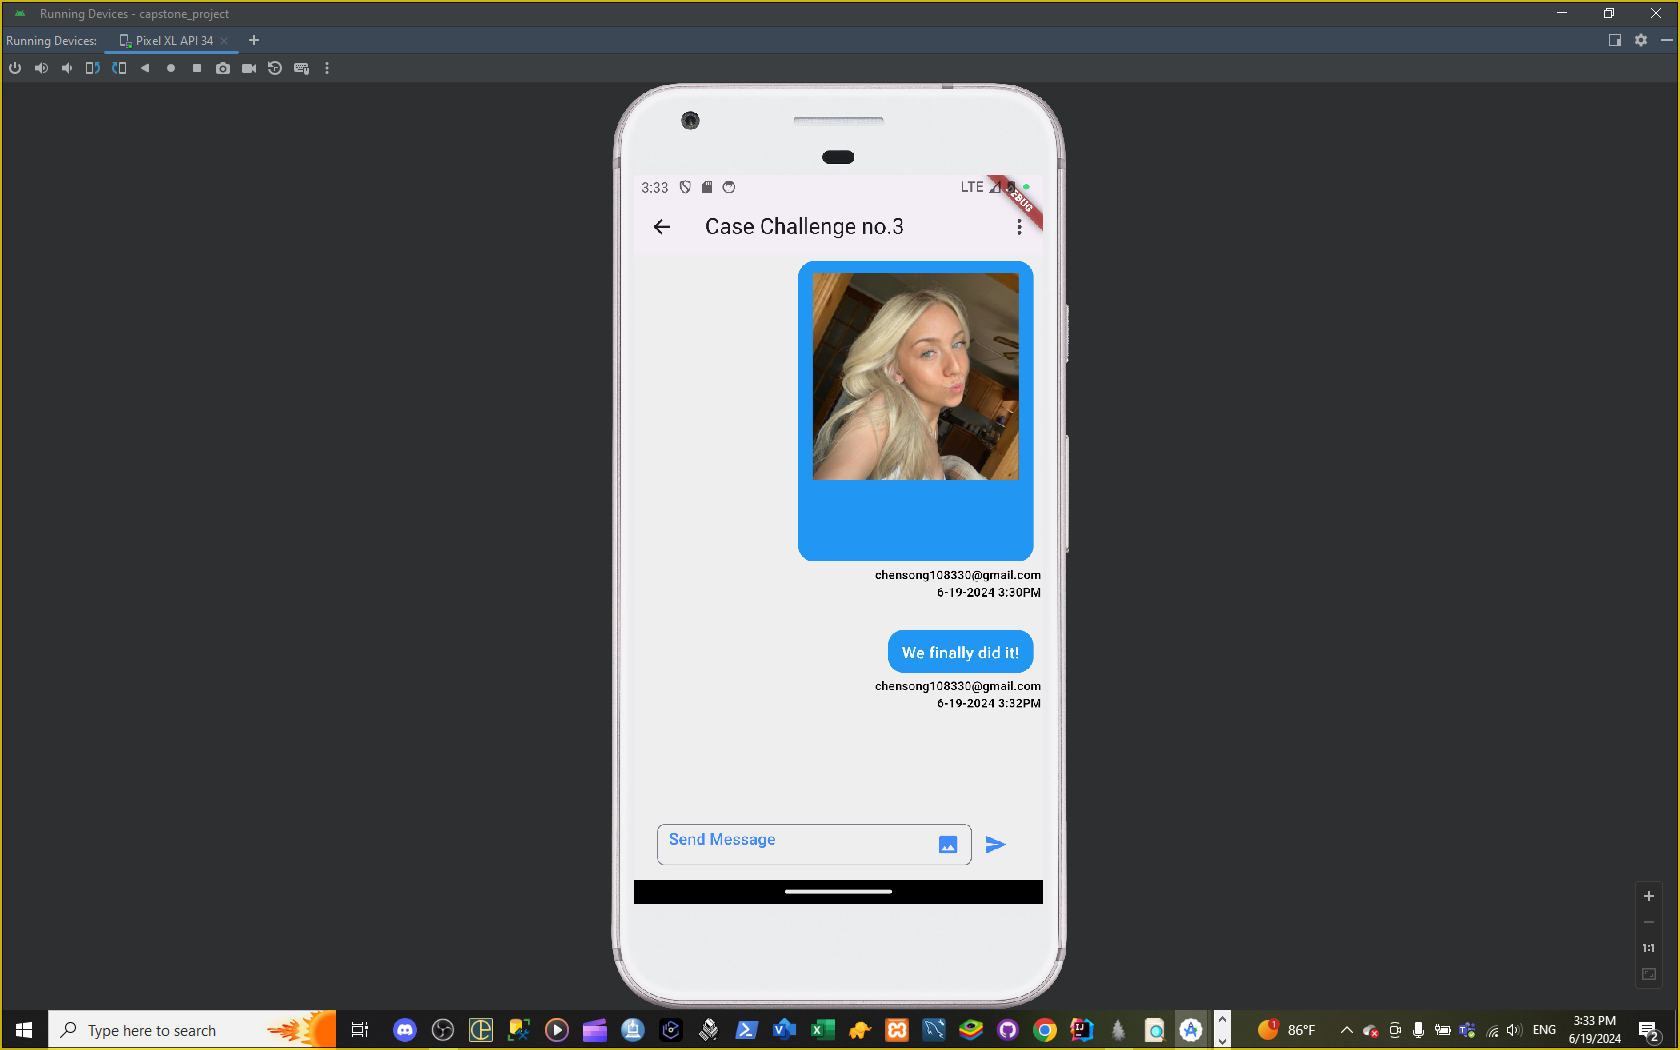 Running Devices - capstone_project
Running Devices:
Pixel XL API 34
3:33
LTE
DEBUG
Case Challenge no.3
chensong108330@gmail.com
6-19-2024 3:30PM
We finally did it!
chensong108330@gmail.com
6-19-2024 3:32PM
Send Message
1:1
Type here to search
86°F
ENG
3:33 PM
6/19/2024
2